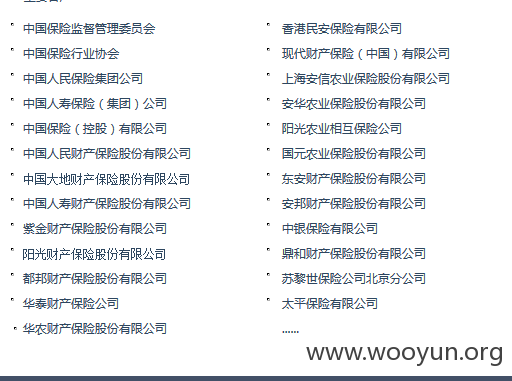 中国保险监督管理委员会
中国保险行业协会
中国人民保险集团公司
中国人寿保险（集团）公司
中国保险（控股）有限公司
中国人民财产保险股份有限公司
中国大地财产保险股份有限公司
中国人寿财产保险股份有限公司
紫金财产保险股份有限公司
阳光财产保险股份有限公司
都邦财产保险股份有限公司
华泰财产保险公司
华农财产保险股份有限公司
香港民安保险有限公司
现代财产保险（中国）有限公司
上海安信农业保险股份有限公司
安华农业保险股份有限公司
阳光农业相互保险公司
国元农业保险股份有限公司
东安财产保险股份有限公司
安邦财产保险股份有限公司
中银保险有限公司
鼎和财产保险股份有限公司
苏黎世保险公司北京分公司
太平保险有限公司
......
www.wooyun.org